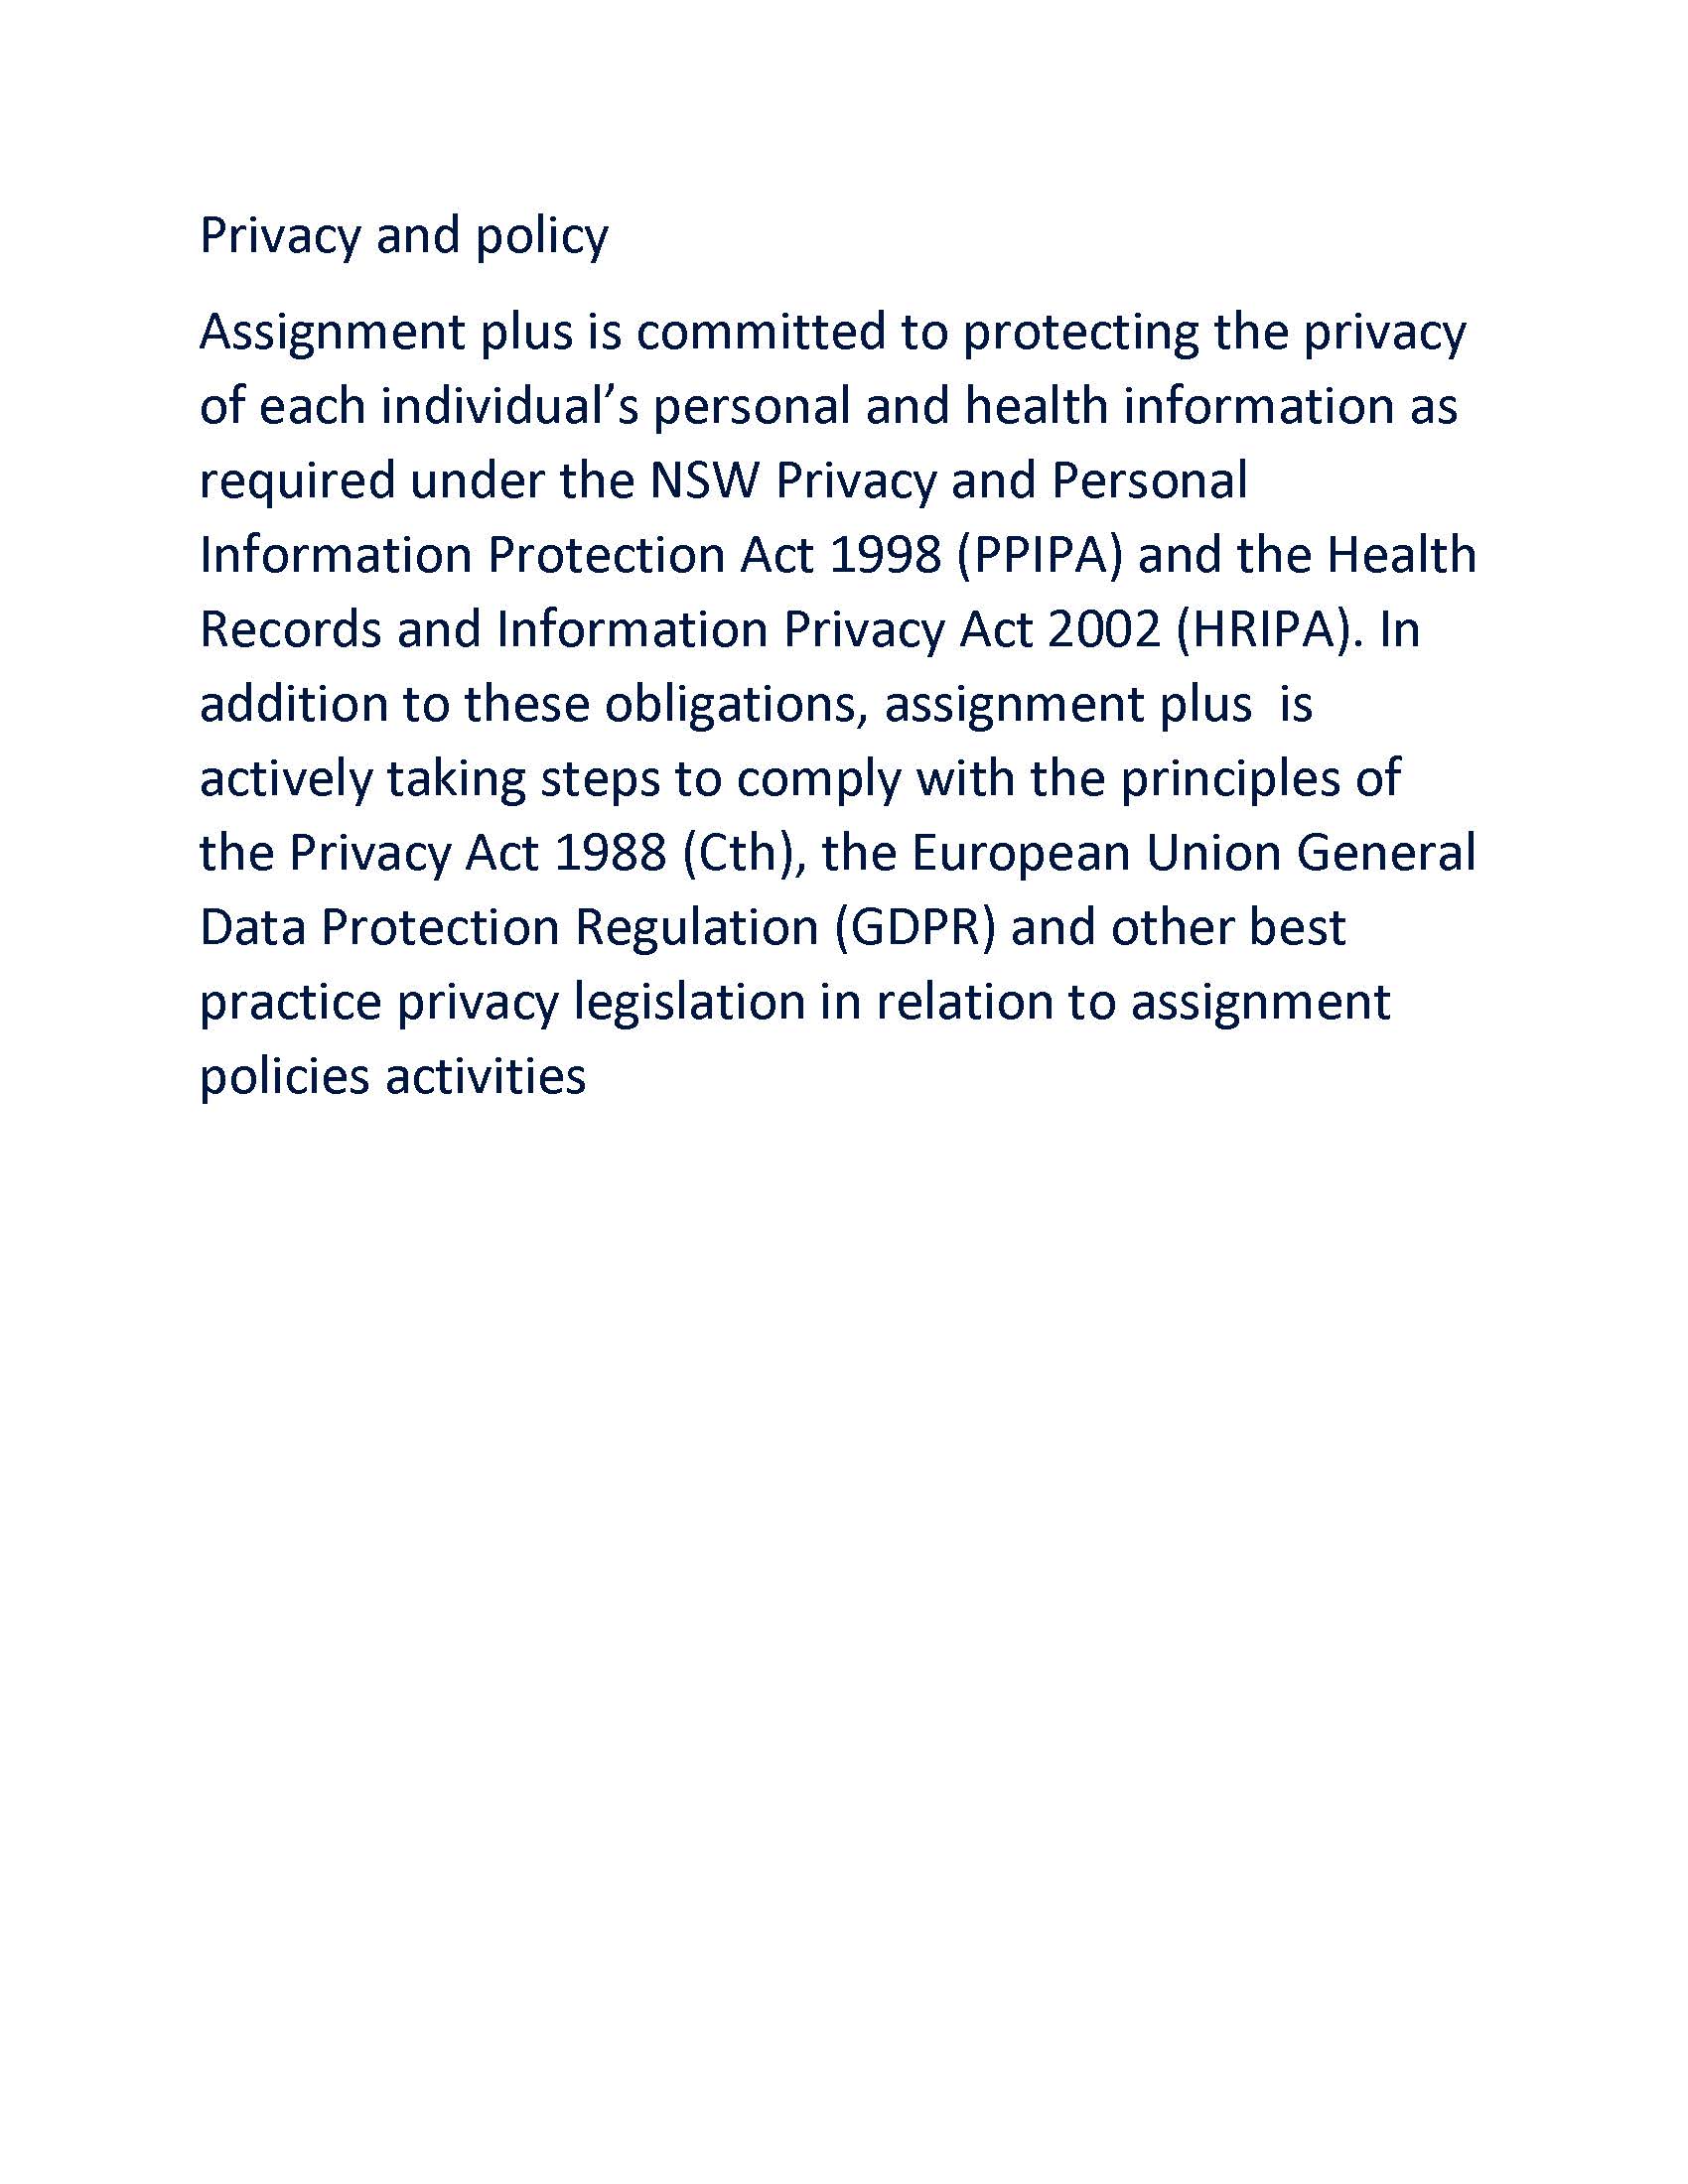 Privacy and policy
Assignment plus is committed to protecting the privacy
of each individual’s personal and health information as
required under the NSW Privacy and Personal
Information Protection Act 1998 (PPIPA) and the Health
Records and Information Privacy Act 2002 (HRIPA). In
addition to these obligations, assignment plus  is
actively taking steps to comply with the principles of
the Privacy Act 1988 (Cth), the European Union General
Data Protection Regulation (GDPR) and other best
practice privacy legislation in relation to assignment
policies activities